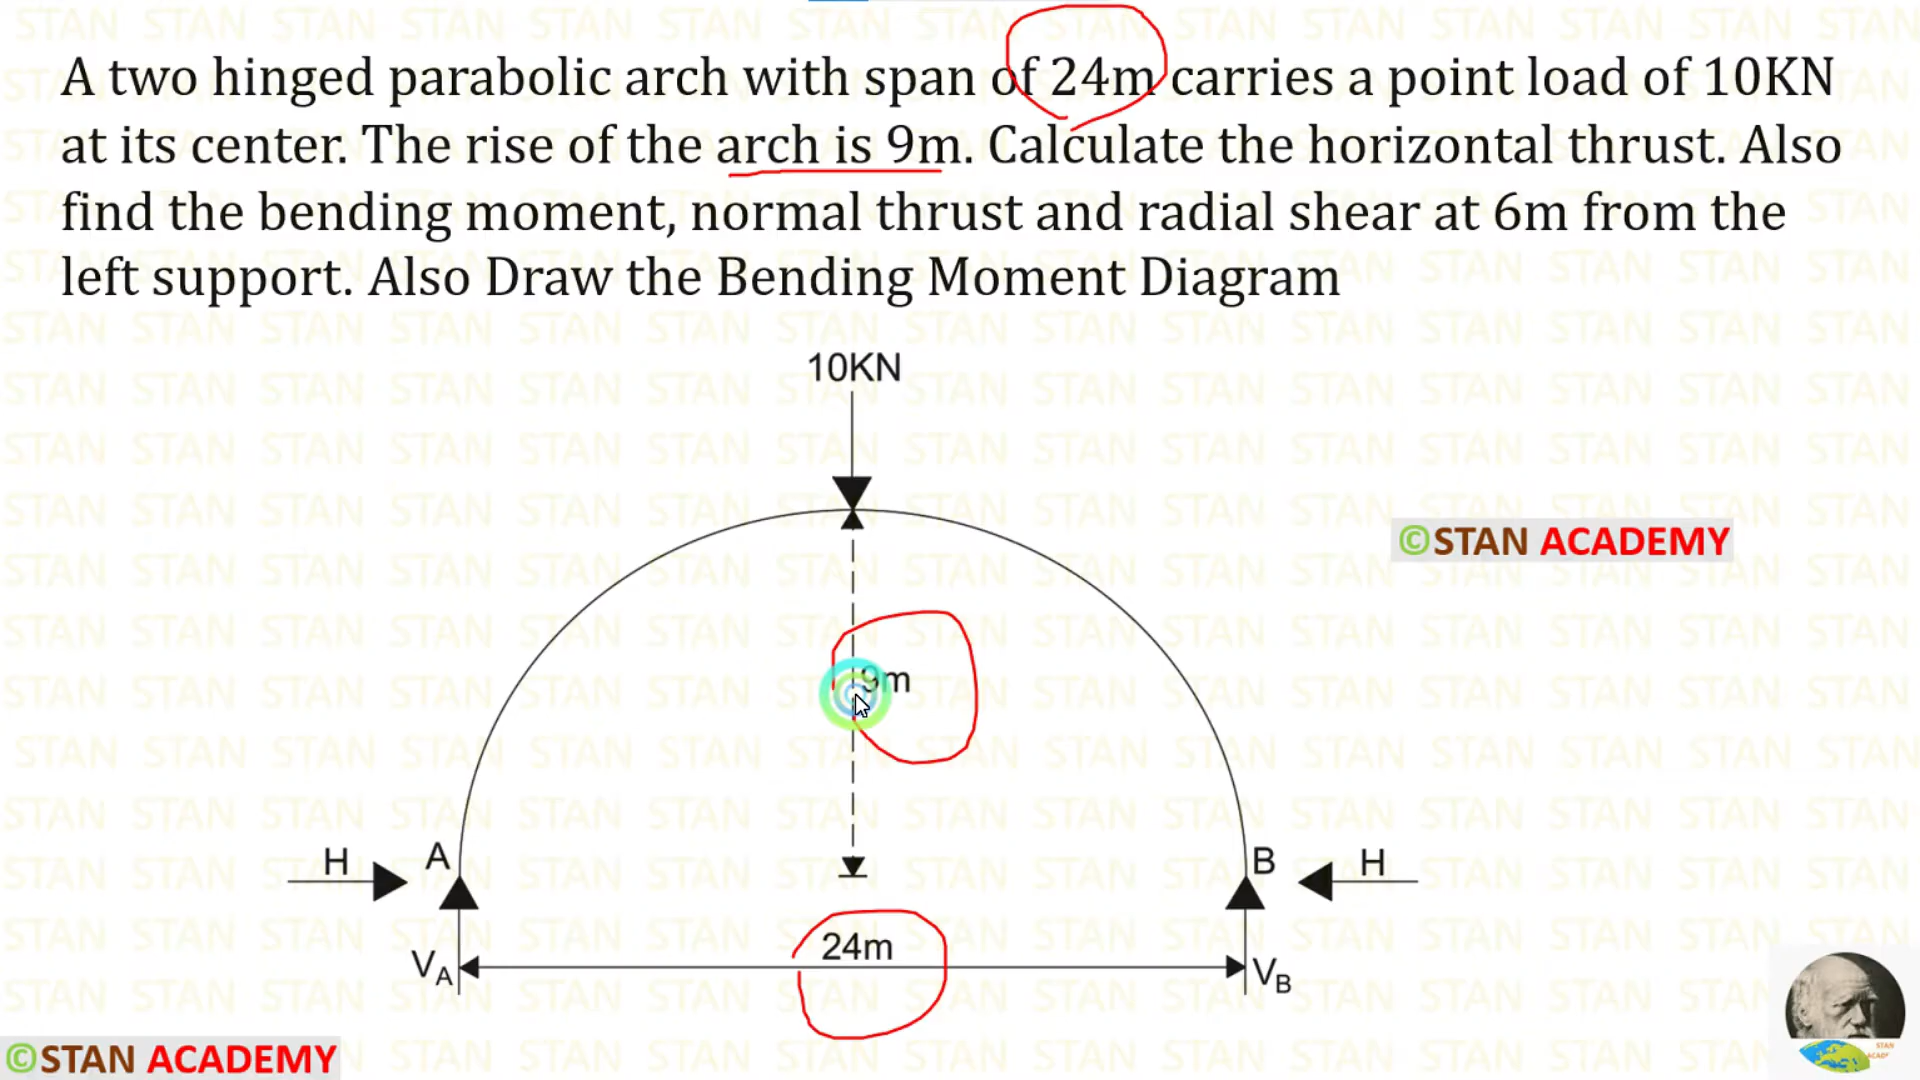 A two hinged parabolic arch with span of 24m carries a point load of 10KN
at its center. The rise of the arch is 9m. Calculate the horizontal thrust. Also
find the bending moment, normal thrust and radial shear at 6m from the
left support. Also Draw the Bending Moment Diagram
10KN
©STAN ACADEMY
9m
H
A
B
H
24m
VA
VB
©STAN ACADEMY
STAN